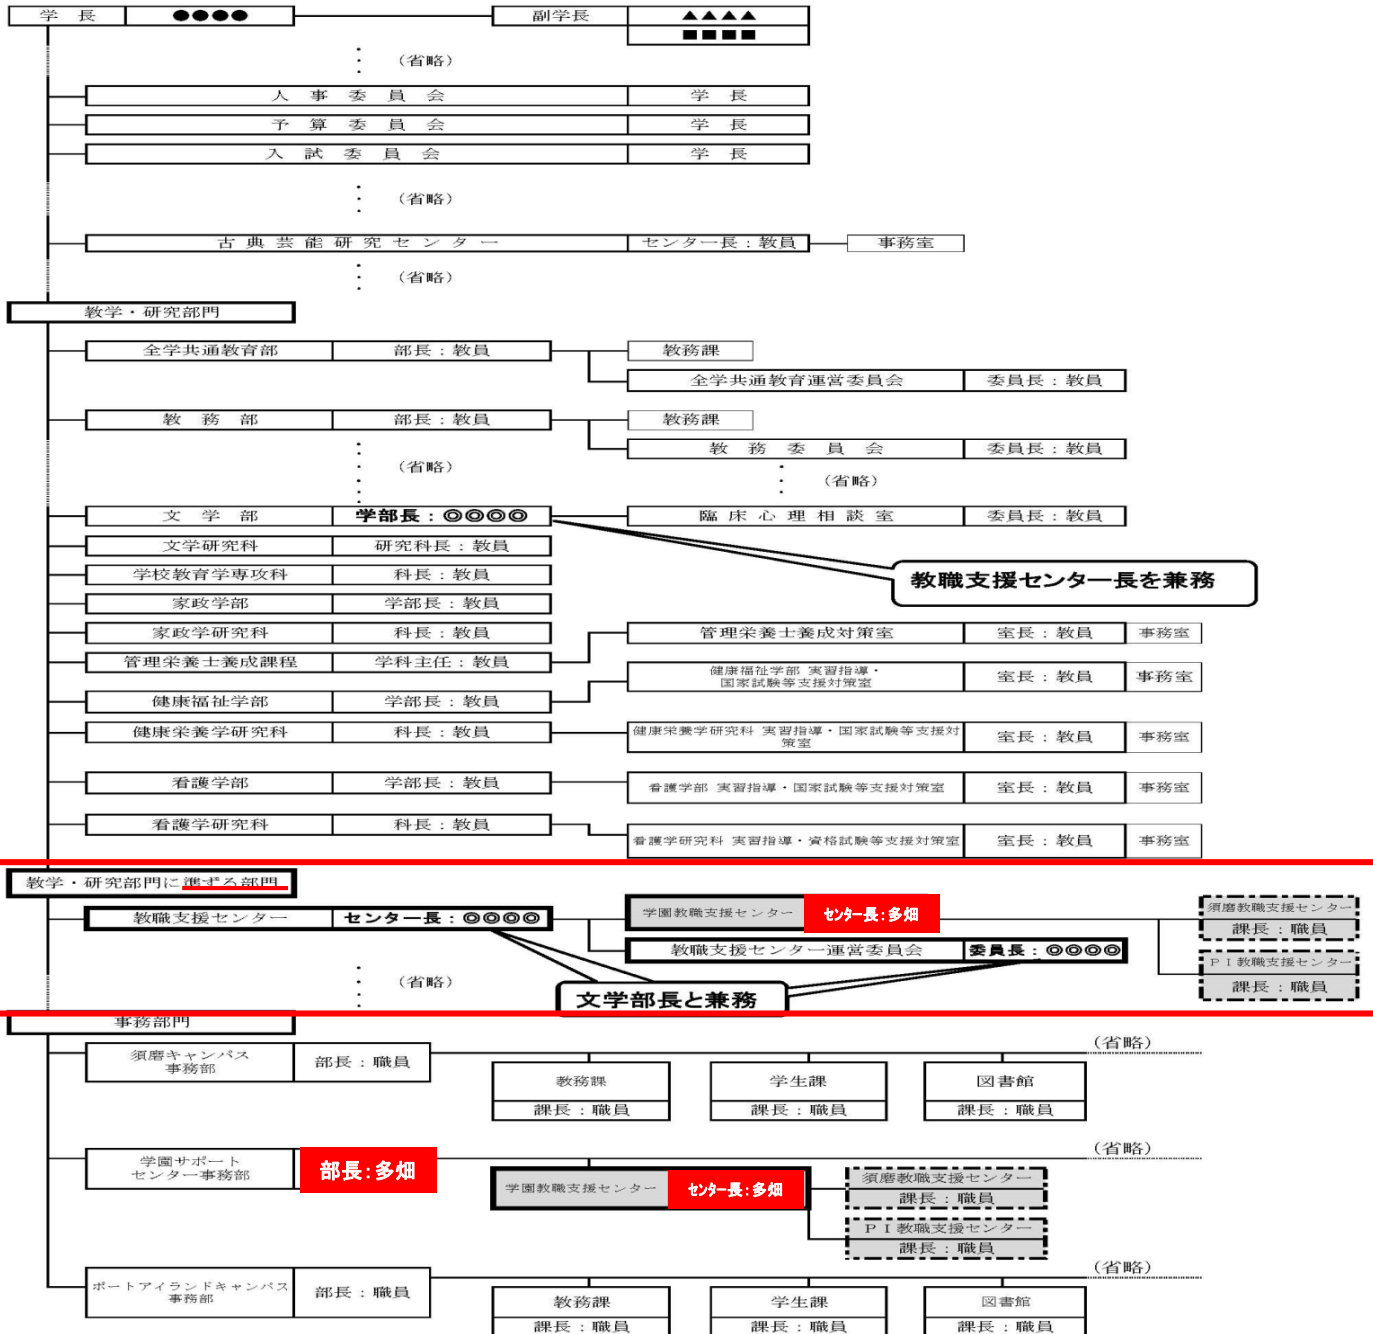 学 長 ●●●● 副学長 ▲▲▲▲
■■■■
(省略)
人 事 委 員 会 学 長
予 算 委 員 会 学 長
入 試 委 員 会 学 長
(省略)
古 典 芸 能 研 究 セ ン タ ー センター長：教員 事務室
(省略)
教学・研究部門
全学共通教育部 部長：教員 教務課
全学共通教育運営委員会 委員長：教員
教 務 部 部長：教員 教務課
教 務 委 員 会 委員長：教員
(省略)
(省略)
文 学 部 学部長：◎◎◎◎ 臨 床 心 理 相 談 室 委員長：教員
文学研究科 研究科長：教員
教職支援センター長を兼務
学校教育学専攻科 科長：教員
家政学部 学部長：教員
家政学研究科 科長：教員 管理栄養士養成対策室 室長：教員 事務室
管理栄養士養成課程 学科主任：教員
健康福祉学部 実習指導・
国家試験等支援対策室 室長：教員 事務室
健康福祉学部 学部長：教員
健康栄養学研究科 科長：教員 健康栄養学研究科 実習指導・国家試験等支援対
策室 室長：教員 事務室
看護学部 学部長：教員 看護学部 実習指導・国家試験等支援対策室 室長：教員 事務室
看護学研究科 科長：教員
看護学研究科 実習指導・資格試験等支援対策室 室長：教員 事務室
教学・研究部門に準ずる部門
教職支援センター センター長：◎◎◎◎ 学園教職支援センター センター長：多畑 須磨教職支援センター
課長：職員
教職支援センター運営委員会 委員長：◎◎◎◎
ＰＩ教職支援センター
課長：職員
(省略)
文学部長と兼務
事務部門
須磨キャンパス
事務部 部長：職員 (省略)
教務課 学生課 図書館
課長：職員 課長：職員 課長：職員
学園サポート
センター事務部 部長：多畑 (省略)
学園教職支援センター センター長：多畑 須磨教職支援センター
課長：職員
ＰＩ教職支援センター
課長：職員
ポートアイランドキャンパス
事務部 部長：職員 (省略)
教務課 学生課 図書館
課長：職員 課長：職員 課長：職員